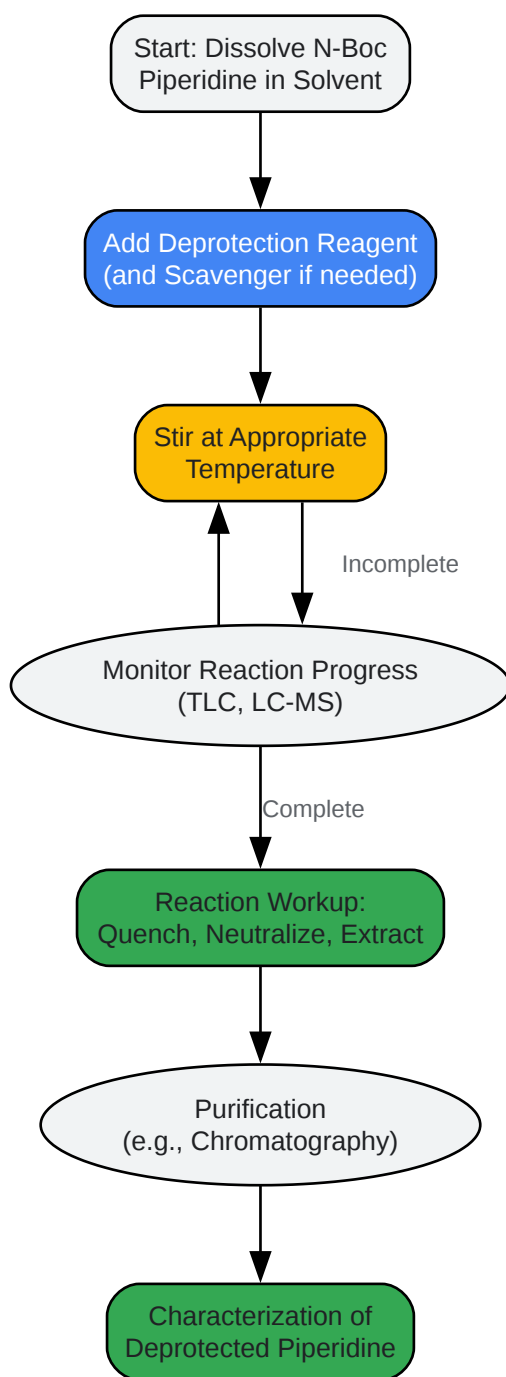 Start: Dissolve N-Boc
Piperidine in Solvent
Add Deprotection Reagent
(and Scavenger if needed)
Stir at Appropriate
Temperature
Incomplete
Monitor Reaction Progress
(TLC, LC-MS)
Complete
Reaction Workup:
Quench, Neutralize, Extract
Purification
(e.g., Chromatography)
Characterization of
Deprotected Piperidine